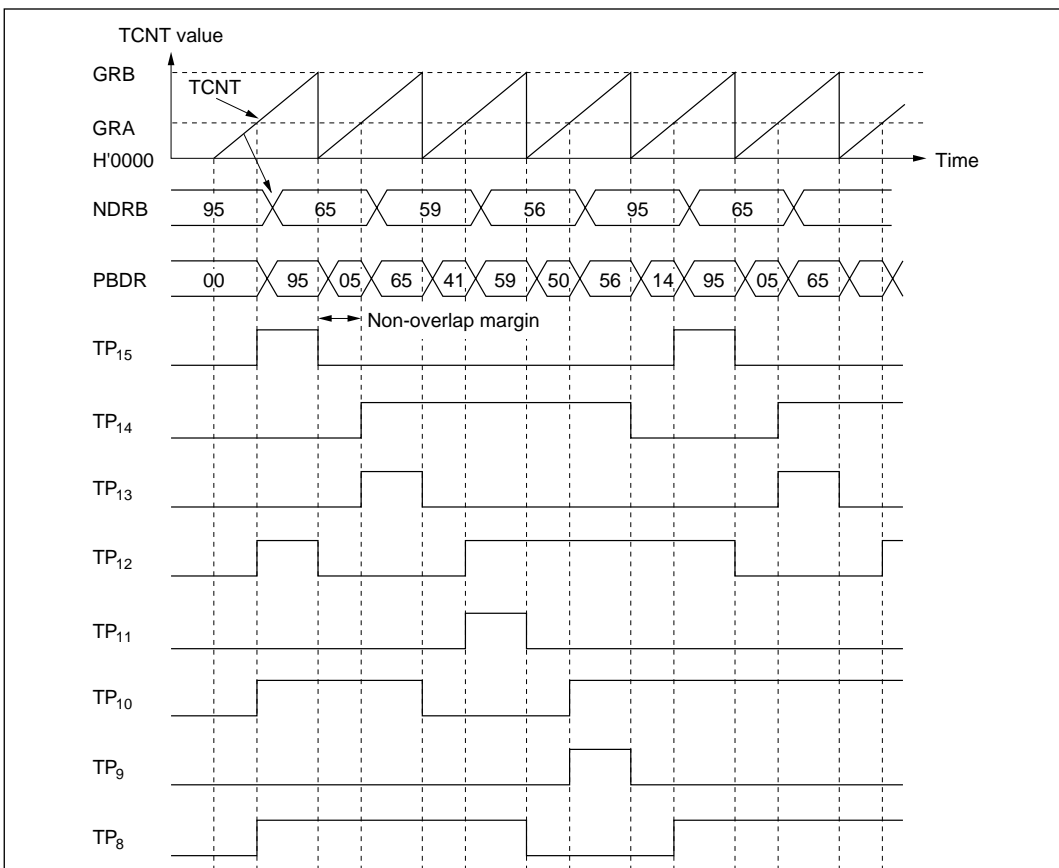 TCNT value
GRB
TCNT
GRA
H'0000
Time
NDRB 95 65 59 56 95 65
PBDR 00 95 05 65 41 59 50 56 14 95 05 65
Non-overlap margin
TP15
TP14
TP13
TP12
TP11
TP10
TP9
TP8